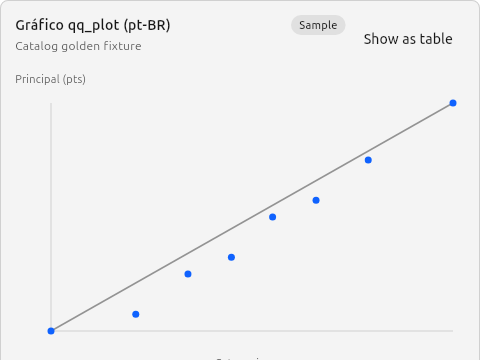 Gráfico qq_plot (pt-BR)
Sample
Show as table
Catalog golden fixture
Principal (pts)